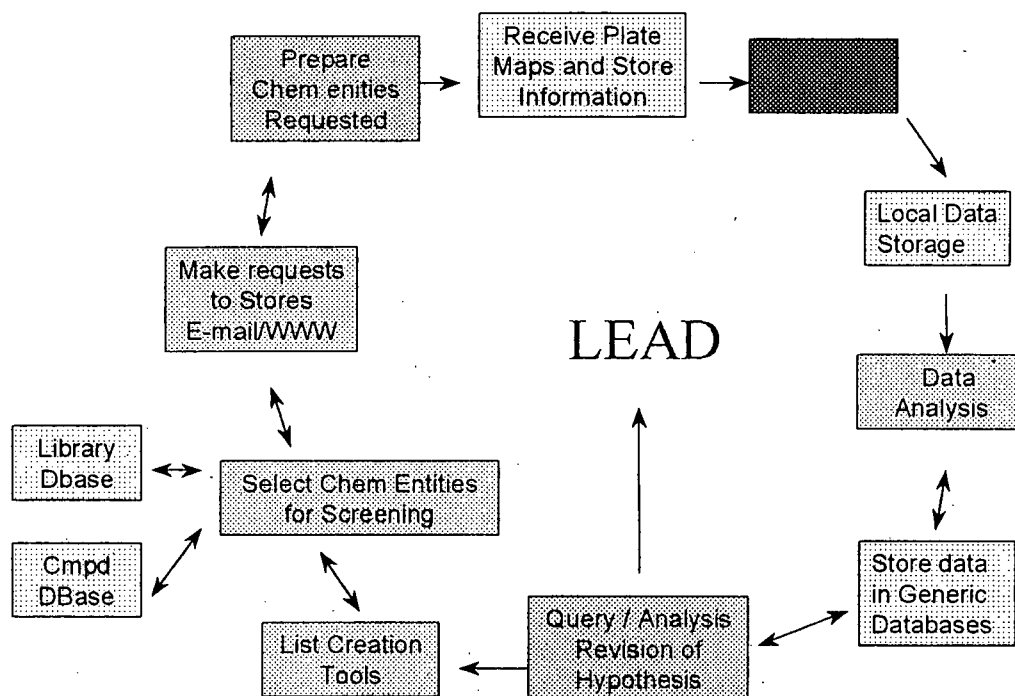 Prepare
Chem enities
Requested
Receive Plate
Maps and Store
Information
Local Data
Storage
Make requests
to Stores
E-mail/WWW
LEAD
Data
Analysis
Library
Dbase
Select Chem Entities
for Screening
Cmpd
DBase
Store data
in Generic
Databases
List Creation
Tools
Query / Analysis
Revision of
Hypothesis